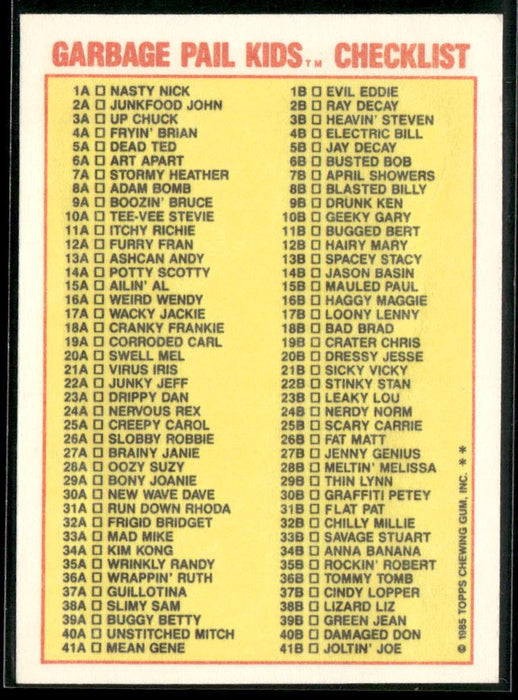 GARBAGE PAIL KIDS™ CHECKLIST
1A □ NASTY NICK
2A □ JUNKFOOD JOHN
3A □ UP CHUCK
4A □ FRYIN' BRIAN
5A □ DEAD TED
6A □ ART APART
7A □ STORMY HEATHER
8A □ ADAM BOMB
9A □ BOOZIN' BRUCE
10A □ TEE-VEE STEVIE
11A □ ITCHY RICHIE
12A □ FURRY FRAN
13A □ ASHCAN ANDY
14A □ POTTY SCOTTY
15A □ AILIN' AL
16A □ WEIRD WENDY
17A □ WACKY JACKIE
18A □ CRANKY FRANKIE
19A □ CORRODED CARL
20A □ SWELL MEL
21A □ VIRUS IRIS
22A □ JUNKY JEFF
23A □ DRIPPY DAN
24A □ NERVOUS REX
25A □ CREEPY CAROL
26A □ SLOBBY ROBBIE
27A □ BRAINY JANIE
28A □ OOZY SUZY
29A □ BONY JOANIE
30A □ NEW WAVE DAVE
31A □ RUN DOWN RHODA
32A □ FRIGID BRIDGET
33A □ MAD MIKE
34A □ KIM KONG
35A □ WRINKLY RANDY
36A □ WRAPPIN' RUTH
37A □ GUILLOTINA
38A □ SLIMY SAM
39A □ BUGGY BETTY
40A □ UNSTITCHED MITCH
41A □ MEAN GENE
1B □ EVIL EDDIE
2B □ RAY DECAY
3B □ HEAVIN' STEVEN
4B □ ELECTRIC BILL
5B □ JAY DECAY
6B □ BUSTED BOB
7B □ APRIL SHOWERS
8B □ BLASTED BILLY
9B □ DRUNK KEN
10B □ GEEKY GARY
11B □ BUGGED BERT
12B □ HAIRY MARY
13B □ SPACEY STACY
14B □ JASON BASIN
15B □ MAULED PAUL
16B □ HAGGY MAGGIE
17B □ LOONY LENNY
18B □ BAD BRAD
19B □ CRATER CHRIS
20B □ DRESSY JESSE
21B □ SICKY VICKY
22B □ STINKY STAN
23B □ LEAKY LOU
24B □ NERDY NORM
25B □ SCARY CARRIE
26B □ FAT MATT
27B □ JENNY GENIUS
28B □ MELTIN' MELISSA
29B □ THIN LYNN
30B □ GRAFFITI PETEY
31B □ FLAT PAT
32B □ CHILLY MILLIE
33B □ SAVAGE STUART
34B □ ANNA BANANA
35B □ ROCKIN' ROBERT
36B □ TOMMY TOMB
37B □ CINDY LOPPER
38B □ LIZARD LIZ
39B □ GREEN JEAN
40B □ DAMAGED DON
41B □ JOLTIN' JOE
© 1985 TOPPS CHEWING GUM, INC. * *